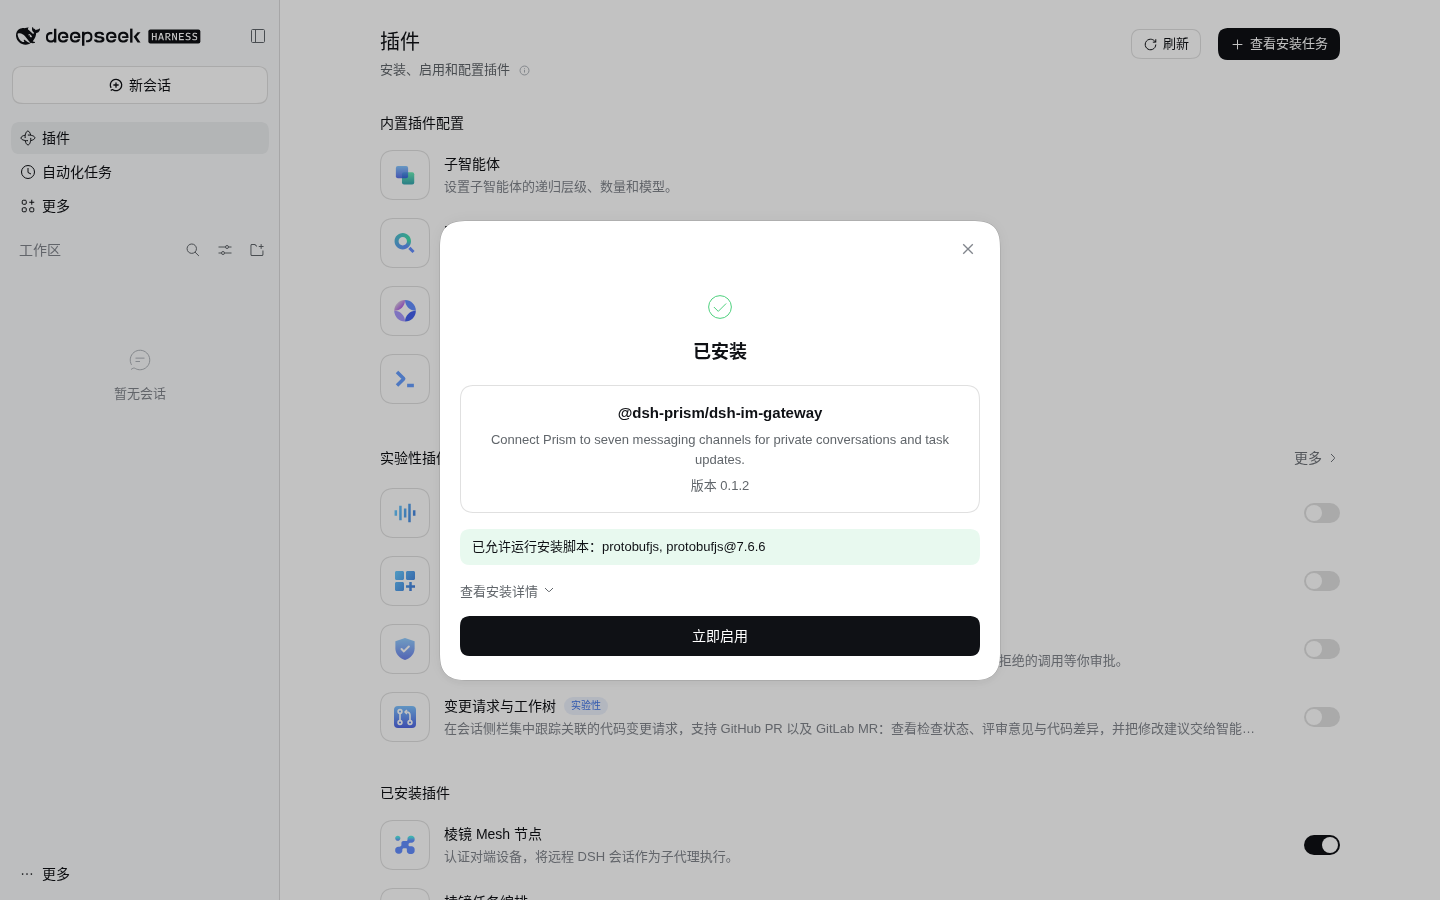 deepseek HARNESS
新会话
插件
自动化任务
更多
工作区
暂无会话
更多
插件
安装、启用和配置插件
刷新
查看安装任务
内置插件配置
子智能体
设置子智能体的递归层级、数量和模型。
已安装
@dsh-prism/dsh-im-gateway
Connect Prism to seven messaging channels for private conversations and task
updates.
版本 0.1.2
已允许运行安装脚本：protobufjs, protobufjs@7.6.6
查看安装详情
立即启用
实验性插件
更多
拒绝的调用等你审批。
变更请求与工作树 实验性
在会话侧栏集中跟踪关联的代码变更请求，支持 GitHub PR 以及 GitLab MR：查看检查状态、评审意见与代码差异，并把修改建议交给智能…
已安装插件
棱镜 Mesh 节点
认证对端设备，将远程 DSH 会话作为子代理执行。
棱镜任务编排